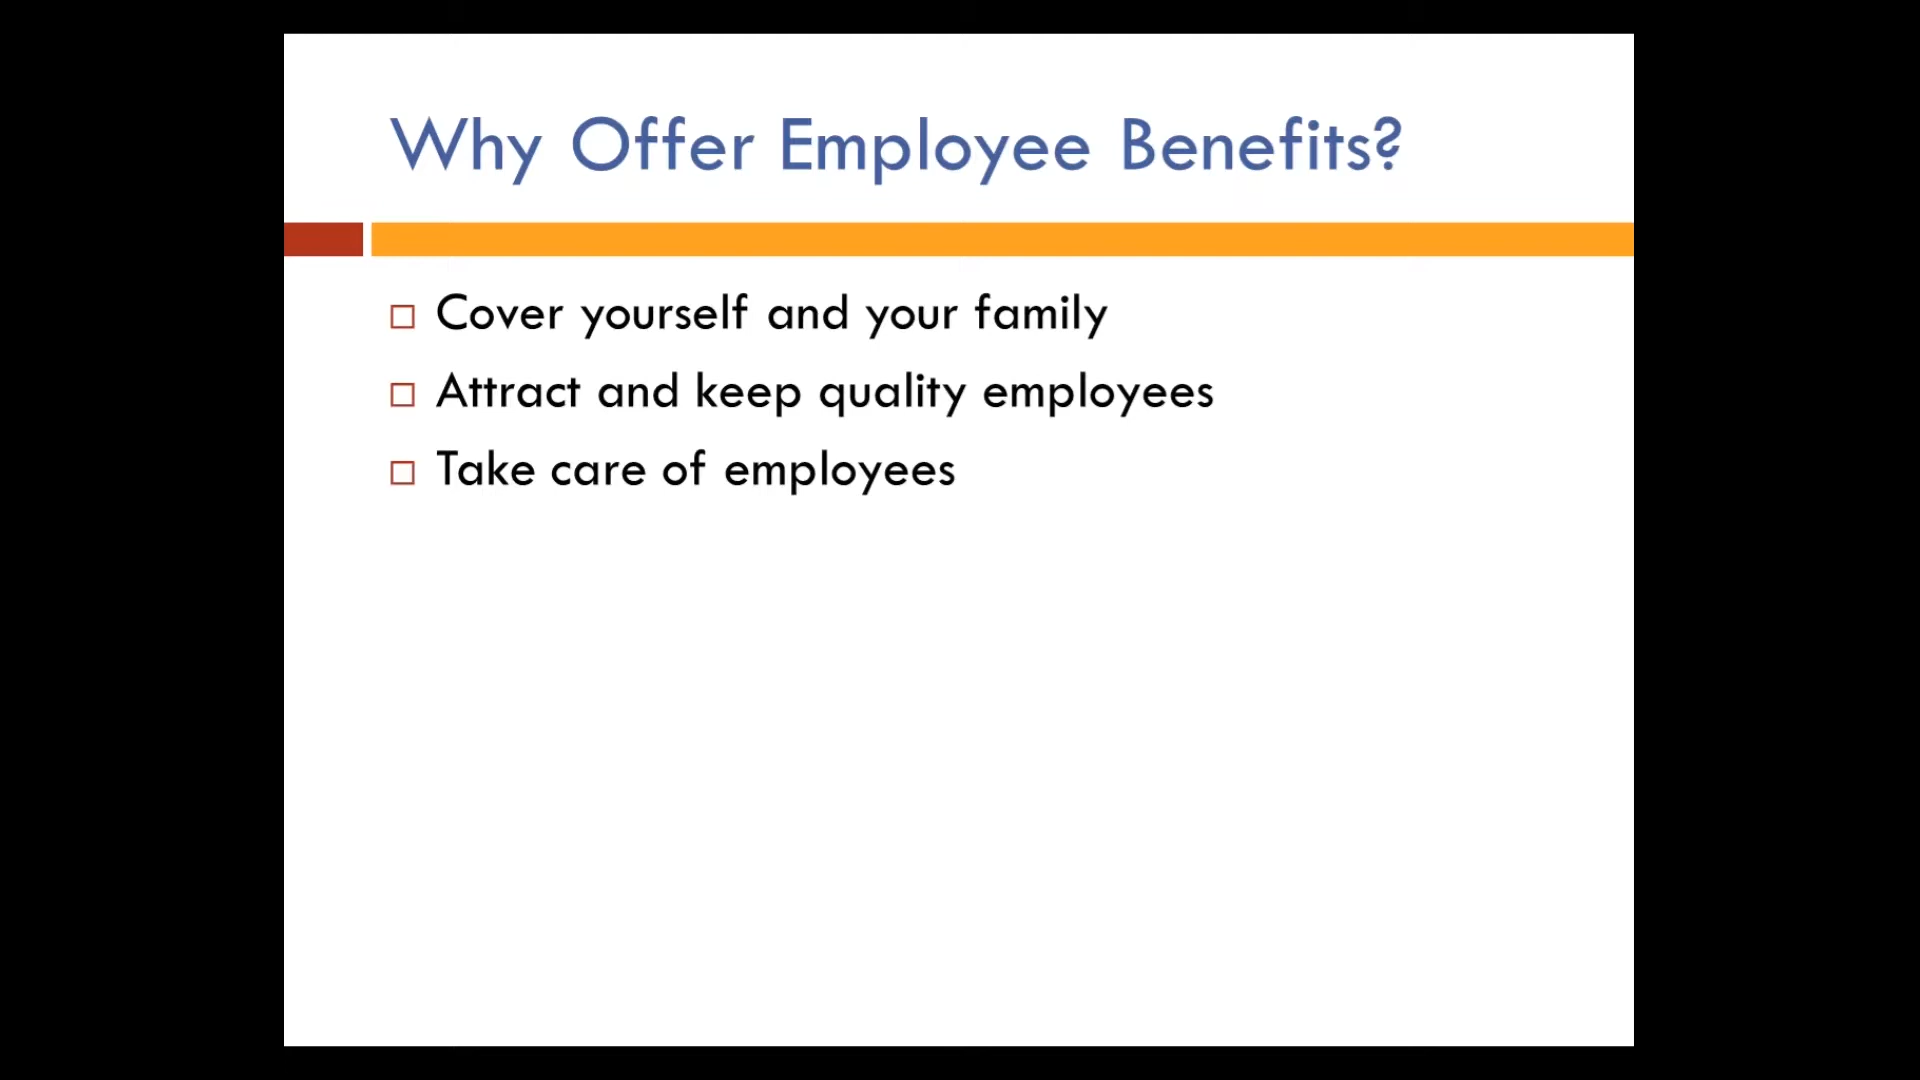 Why Offer Employee Benefits?
Cover yourself and your family
Attract and keep quality employees
Take care of employees